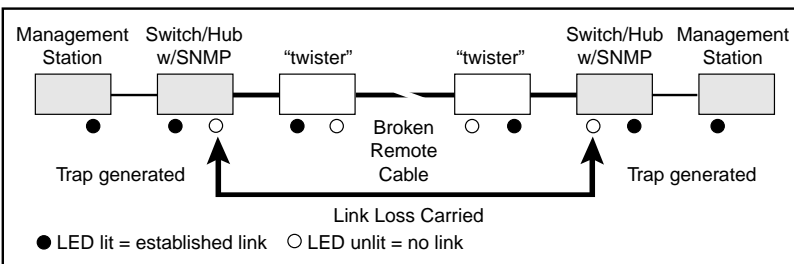 Management Station
Switch/Hub w/SNMP
“twister”
“twister”
Switch/Hub w/SNMP
Management Station
Broken Remote Cable
Trap generated
Trap generated
Link Loss Carried
LED lit = established link
LED unlit = no link